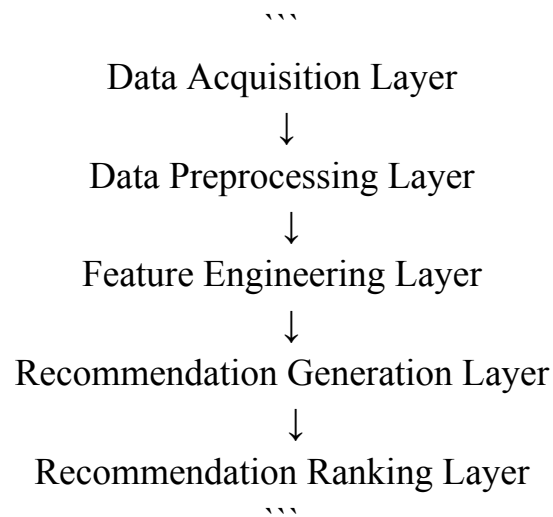 ```
Data Acquisition Layer
↓
Data Preprocessing Layer
↓
Feature Engineering Layer
↓
Recommendation Generation Layer
↓
Recommendation Ranking Layer
```